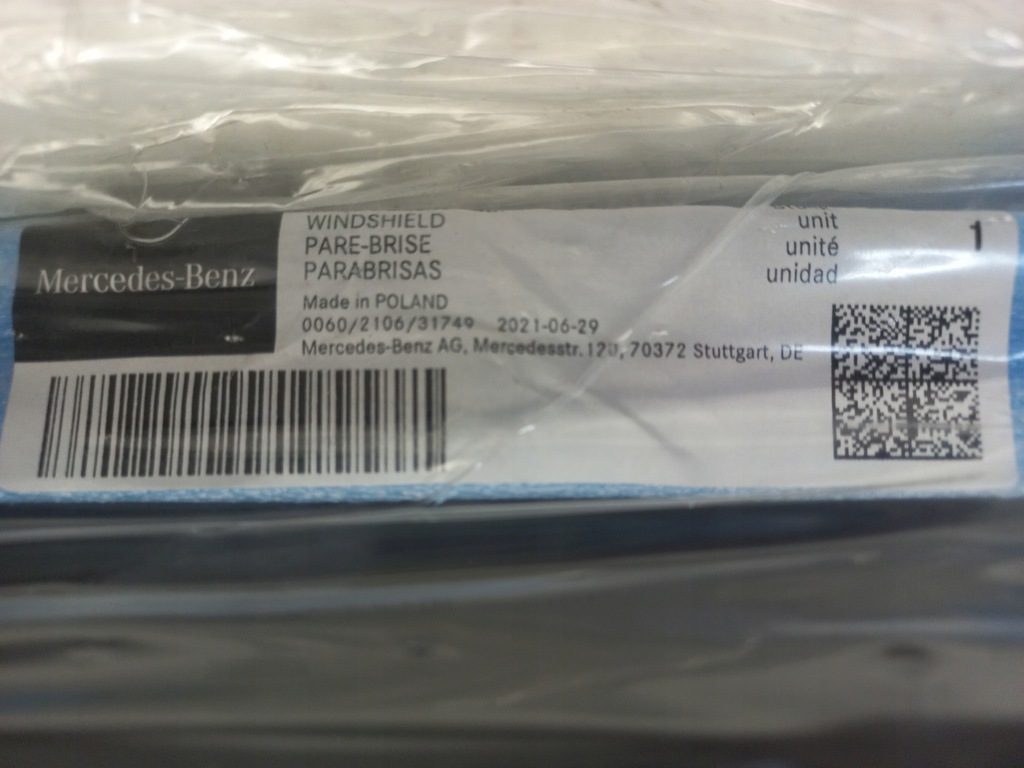 Mercedes-Benz
WINDSHIELD
PARE-BRISE
PARABRISAS
Made in POLAND
0060/2106/31749 2021-06-29
Mercedes-Benz AG, Mercedesstr. 120, 70372 Stuttgart, DE
unit
unité
unidad
1